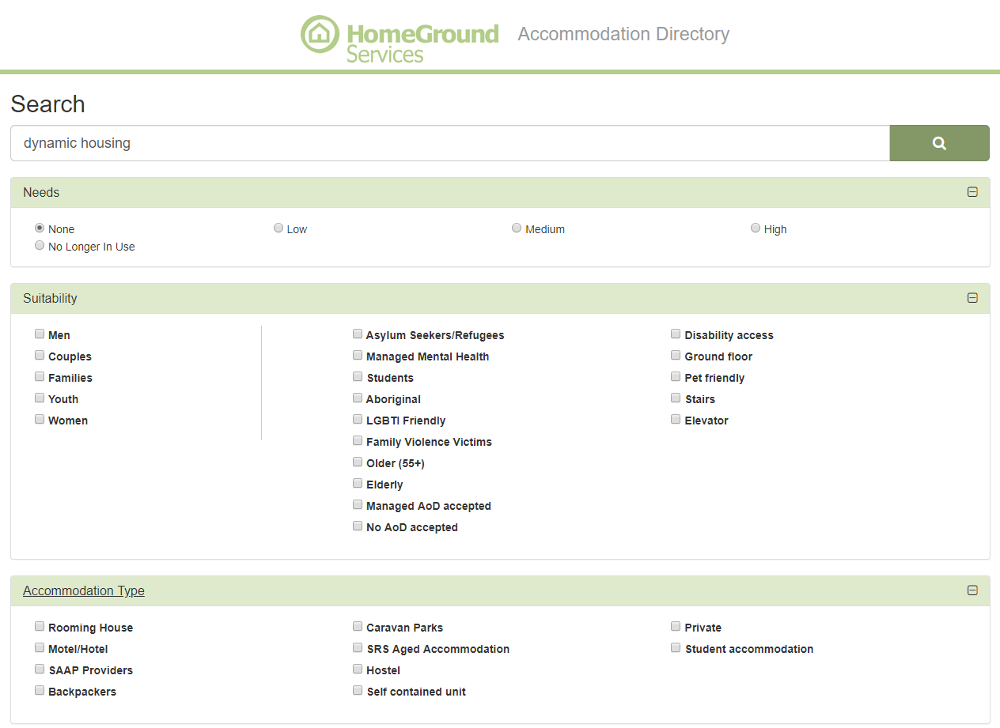 HomeGround Services
Accommodation Directory
Search
dynamic housing
Needs
None
Low
Medium
High
No Longer In Use
Suitability
Men
Couples
Families
Youth
Women
Asylum Seekers/Refugees
Managed Mental Health
Students
Aboriginal
LGBTI Friendly
Family Violence Victims
Older (55+)
Elderly
Managed AoD accepted
No AoD accepted
Disability access
Ground floor
Pet friendly
Stairs
Elevator
Accommodation Type
Rooming House
Motel/Hotel
SAAP Providers
Backpackers
Caravan Parks
SRS Aged Accommodation
Hostel
Self contained unit
Private
Student accommodation